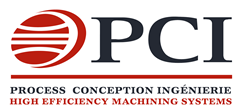 PCI
PROCESS CONCEPTION INGÉNIERIE
HIGH EFFICIENCY MACHINING SYSTEMS